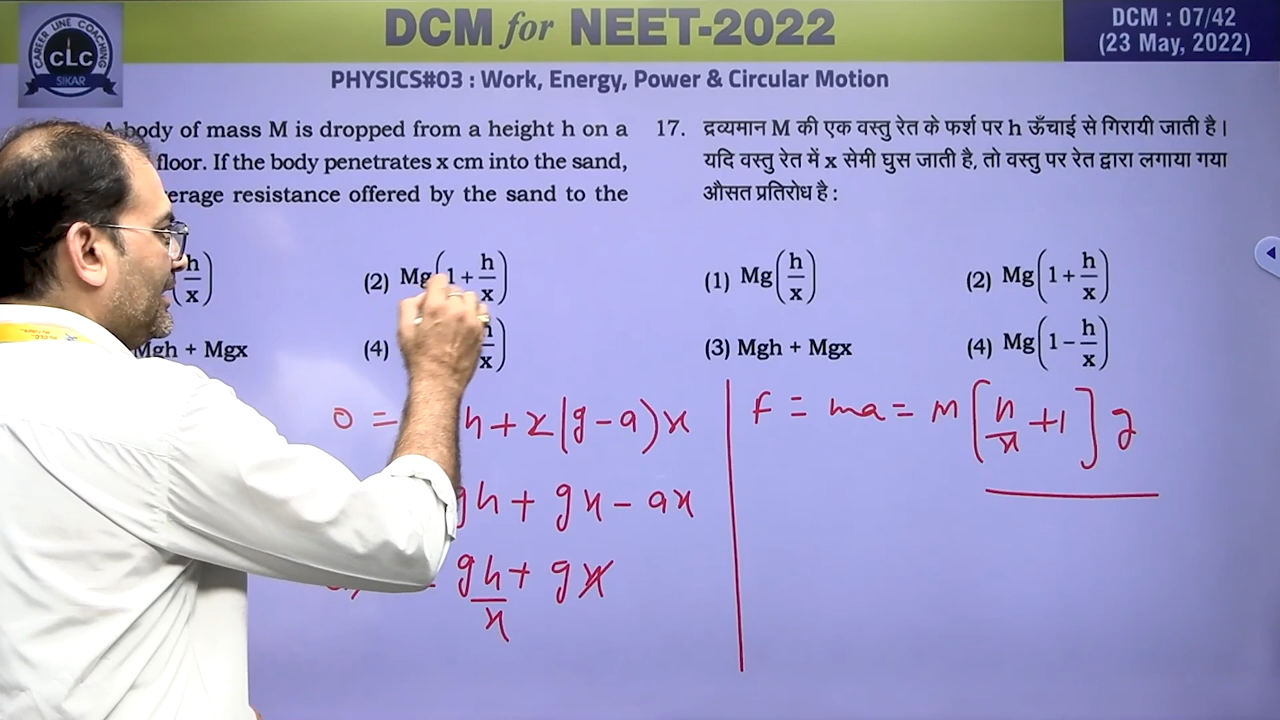 DCM for NEET-2022
DCM : 07/42
(23 May, 2022)
CAREER LINE COACHING
CLC
SIKAR
PHYSICS#03 : Work, Energy, Power & Circular Motion
A body of mass M is dropped from a height h on a
floor. If the body penetrates x cm into the sand,
erage resistance offered by the sand to the
(h/x)
(2) Mg(1+h/x)
Mgh + Mgx
(4)
x)
17. द्रव्यमान M की एक वस्तु रेत के फर्श पर h ऊँचाई से गिरायी जाती है।
यदि वस्तु रेत में x सेमी घुस जाती है, तो वस्तु पर रेत द्वारा लगाया गया
औसत प्रतिरोध है :
(1) Mg(h/x)
(2) Mg(1+h/x)
(3) Mgh + Mgx
(4) Mg(1−h/x)
0 =
h+2(g-a)x
gh + gx - ax
gh/x + gx
F = ma = M[h/x +1]g